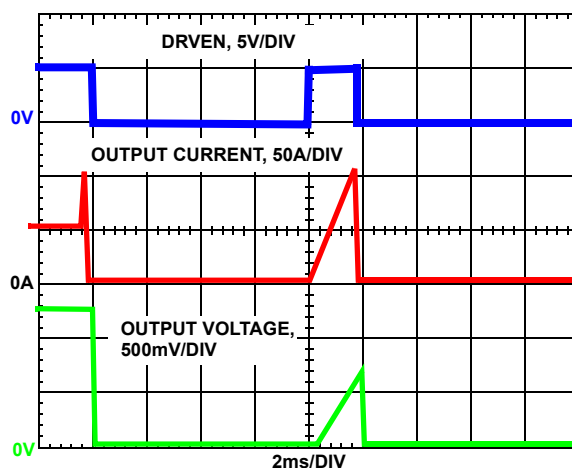 DRVEN, 5V/DIV
0V
OUTPUT CURRENT, 50A/DIV
0A
OUTPUT VOLTAGE,
500mV/DIV
0V
2ms/DIV